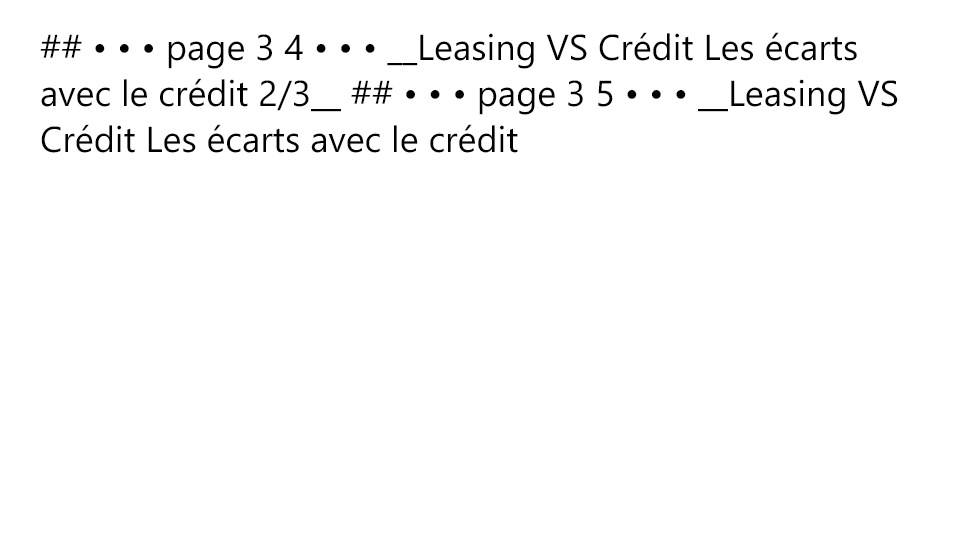 ## • • • page 3 4 • • • __Leasing VS Crédit Les écarts
avec le crédit 2/3__ ## • • • page 3 5 • • • __Leasing VS
Crédit Les écarts avec le crédit